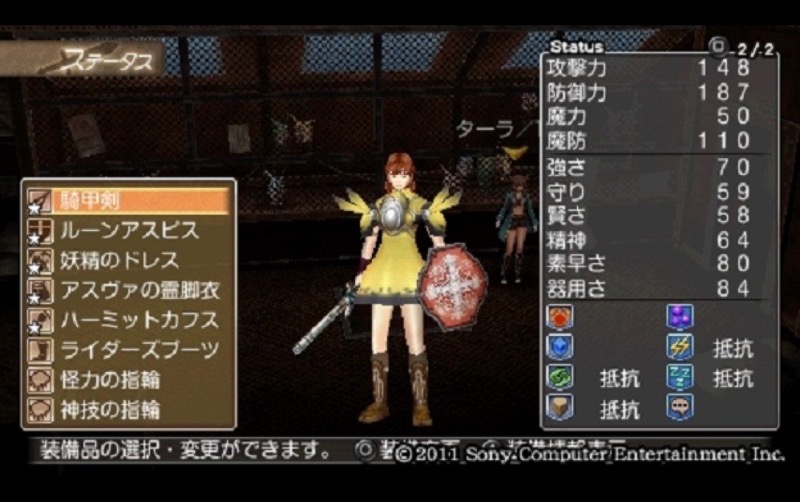 ステータス
Status
2/2
攻撃力 148
防御力 187
魔力 50
魔防 110
強さ 70
守り 59
賢さ 58
精神 64
素早さ 80
器用さ 84
抵抗
抵抗 抵抗
抵抗
ターラ/
騎甲剣
ルーンアスピス
妖精のドレス
アスヴァの霊脚衣
ハーミットカフス
ライダーズブーツ
怪力の指輪
神技の指輪
装備品の選択・変更ができます。
©2011 Sony Computer Entertainment Inc.